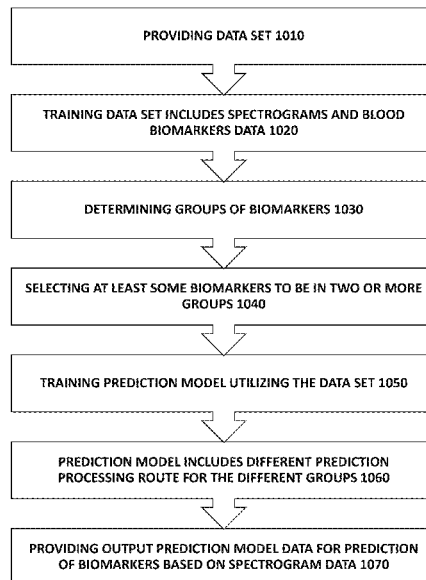 PROVIDING DATA SET 1010
TRAINING DATA SET INCLUDES SPECTROGRAMS AND BLOOD
BIOMARKERS DATA 1020
DETERMINING GROUPS OF BIOMARKERS 1030
SELECTING AT LEAST SOME BIOMARKERS TO BE IN TWO OR MORE
GROUPS 1040
TRAINING PREDICTION MODEL UTILIZING THE DATA SET 1050
PREDICTION MODEL INCLUDES DIFFERENT PREDICTION
PROCESSING ROUTE FOR THE DIFFERENT GROUPS 1060
PROVIDING OUTPUT PREDICTION MODEL DATA FOR PREDICTION
OF BIOMARKERS BASED ON SPECTROGRAM DATA 1070